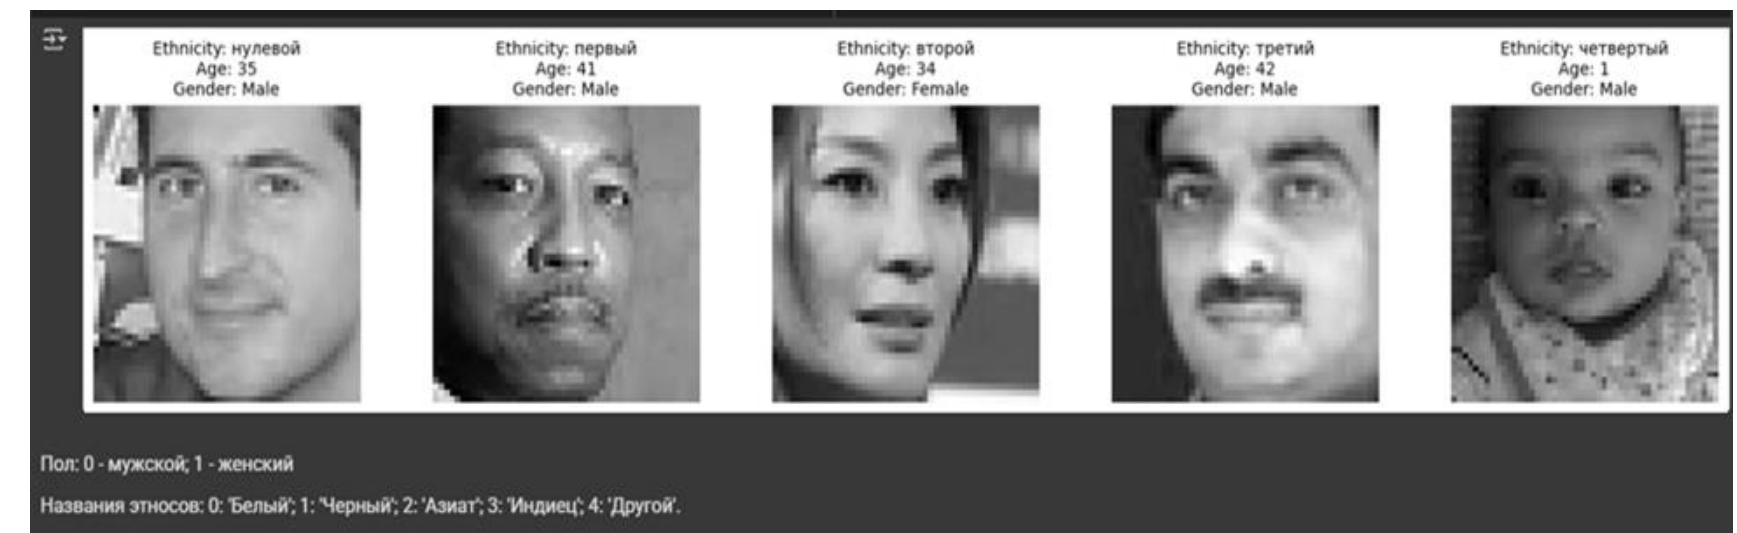 Ethnicity: нулевой
Age: 35
Gender: Male
Ethnicity: первый
Age: 41
Gender: Male
Ethnicity: второй
Age: 34
Gender: Female
Ethnicity: третий
Age: 42
Gender: Male
Ethnicity: четвертый
Age: 1
Gender: Male
Пол: 0 - мужской; 1 - женский
Названия этносов: 0: 'Белый'; 1: 'Черный'; 2: 'Азиат'; 3: 'Индиец'; 4: 'Другой'.